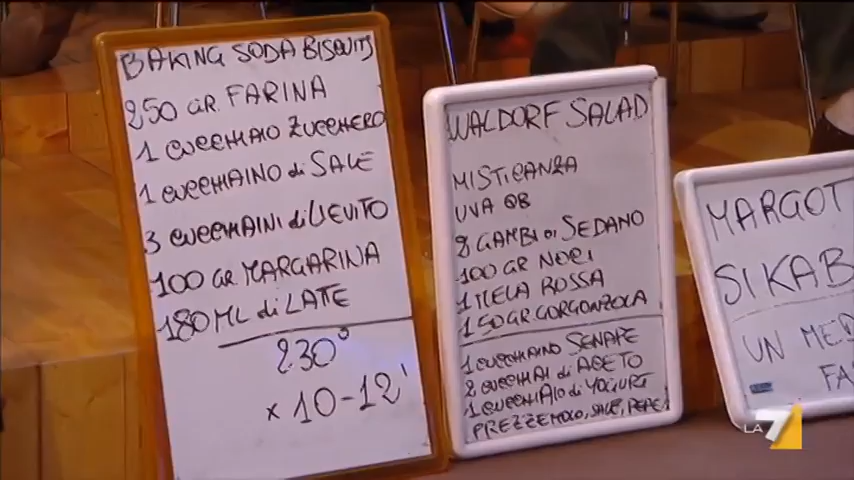 BAKING SODA BISCUITS
250 GR. FARINA
1 CUCCHIAIO ZUCCHERO
1 CUCCHIAINO di SALE
3 CUCCHIAINI di LIEVITO
100 GR MARGARINA
180 ML di LATE
230°
x 10-12'
WALDORF SALAD
MISTICANZA
UVA QB
2 GAMBI DI SEDANO
100 GR NOCI
1 MELA ROSSA
150 GR GORGONZOLA
1 CUCCHIAINO SENAPE
2 CUCCHIAI di ACETO
1 CUCCHIAIO di YOGURT
PREZZEMOLO, SALE, PEPE
MARGOT
SIKAB
UN MED
FA
LA7